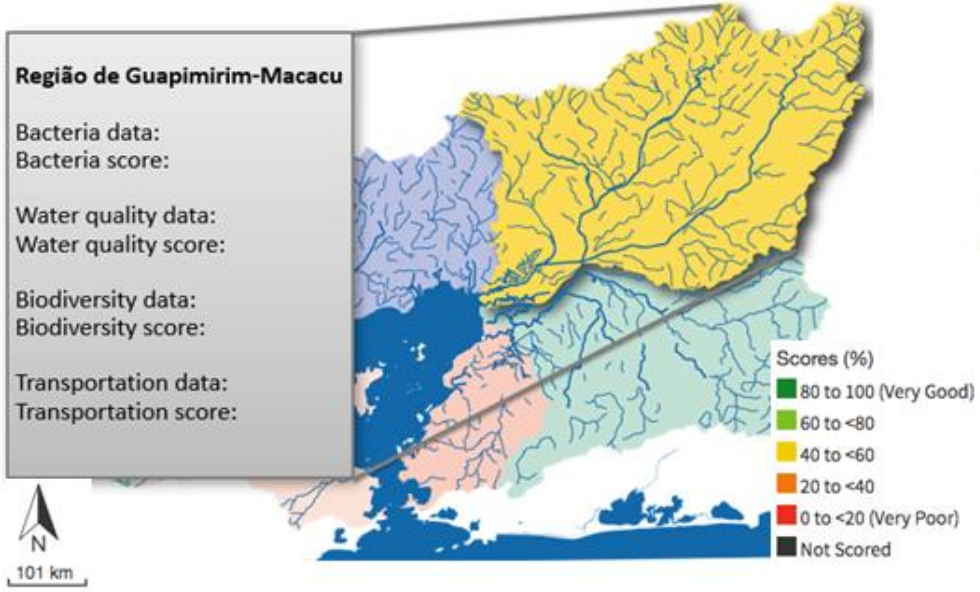 Região de Guapimirim-Macacu
Bacteria data:
Bacteria score:
Water quality data:
Water quality score:
Biodiversity data:
Biodiversity score:
Transportation data:
Transportation score:
N
101 km
Scores (%)
80 to 100 (Very Good)
60 to <80
40 to <60
20 to <40
0 to <20 (Very Poor)
Not Scored